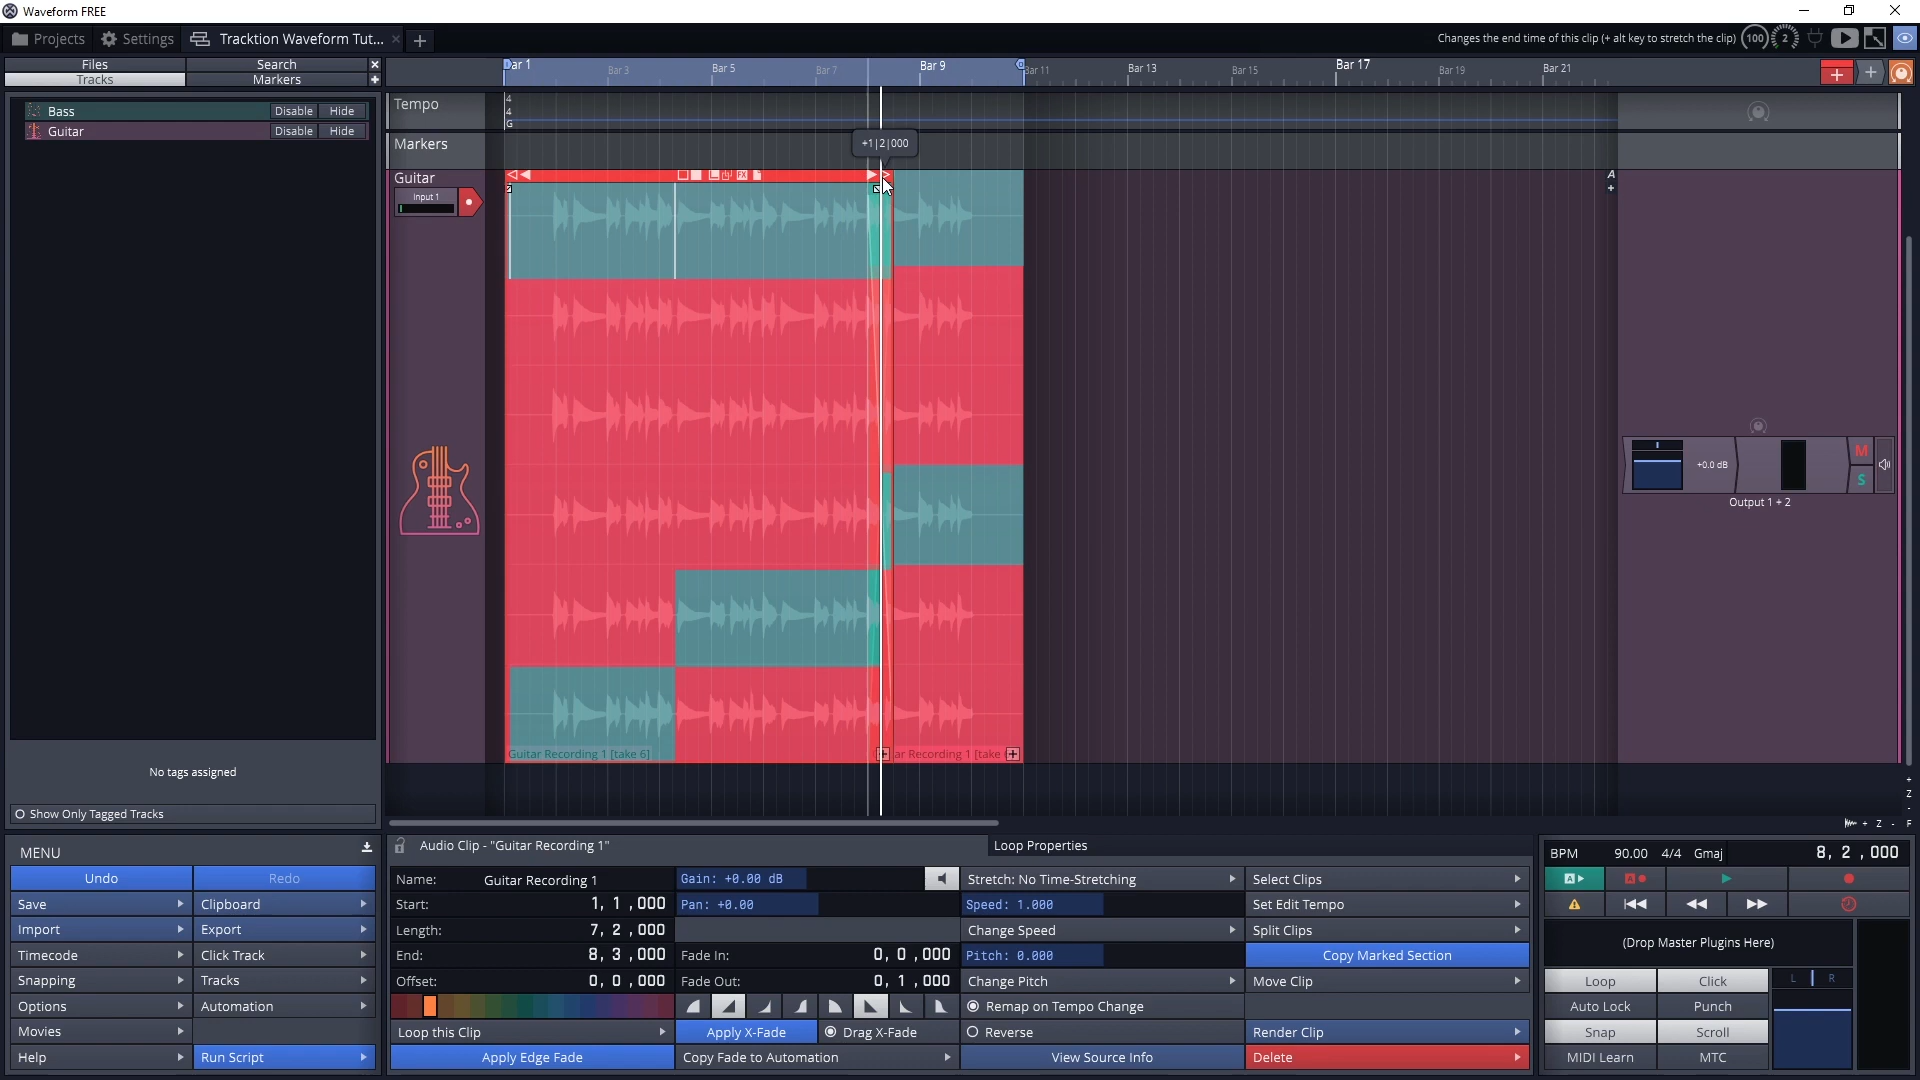 Waveform FREE
Projects Settings Tracktion Waveform Tut... × +
Changes the end time of this clip (+ alt key to stretch the clip) 100 2
Files Search
Tracks Markers
Bar 1 Bar 3 Bar 5 Bar 7 Bar 9 Bar 11 Bar 13 Bar 15 Bar 17 Bar 19 Bar 21
Bass Disable Hide
Guitar Disable Hide
Tempo
4
4
G
Markers
+1|2|000
Guitar
Input 1
FX
A
+
+0.0 dB
M
S
Output 1 + 2
Guitar Recording 1 [take 6]
ar Recording 1 [take
No tags assigned
Show Only Tagged Tracks
+
Z
-
+ Z - F
MENU
Undo Redo
Save Clipboard
Import Export
Timecode Click Track
Snapping Tracks
Options Automation
Movies
Help Run Script
Audio Clip - "Guitar Recording 1" Loop Properties
Name: Guitar Recording 1
Start: 1, 1 ,000
Length: 7, 2 ,000
End: 8, 3 ,000
Offset: 0, 0 ,000
Loop this Clip
Apply Edge Fade
Gain: +0.00 dB
Pan: +0.00
Fade In: 0, 0 ,000
Fade Out: 0, 1 ,000
Apply X-Fade Drag X-Fade
Copy Fade to Automation
Stretch: No Time-Stretching
Speed: 1.000
Change Speed
Pitch: 0.000
Change Pitch
Remap on Tempo Change
Reverse
View Source Info
Select Clips
Set Edit Tempo
Split Clips
Copy Marked Section
Move Clip
Render Clip
Delete
BPM 90.00 4/4 Gmaj 8, 2 ,000
A A
(Drop Master Plugins Here)
Loop Click
Auto Lock Punch
Snap Scroll
MIDI Learn MTC
L R